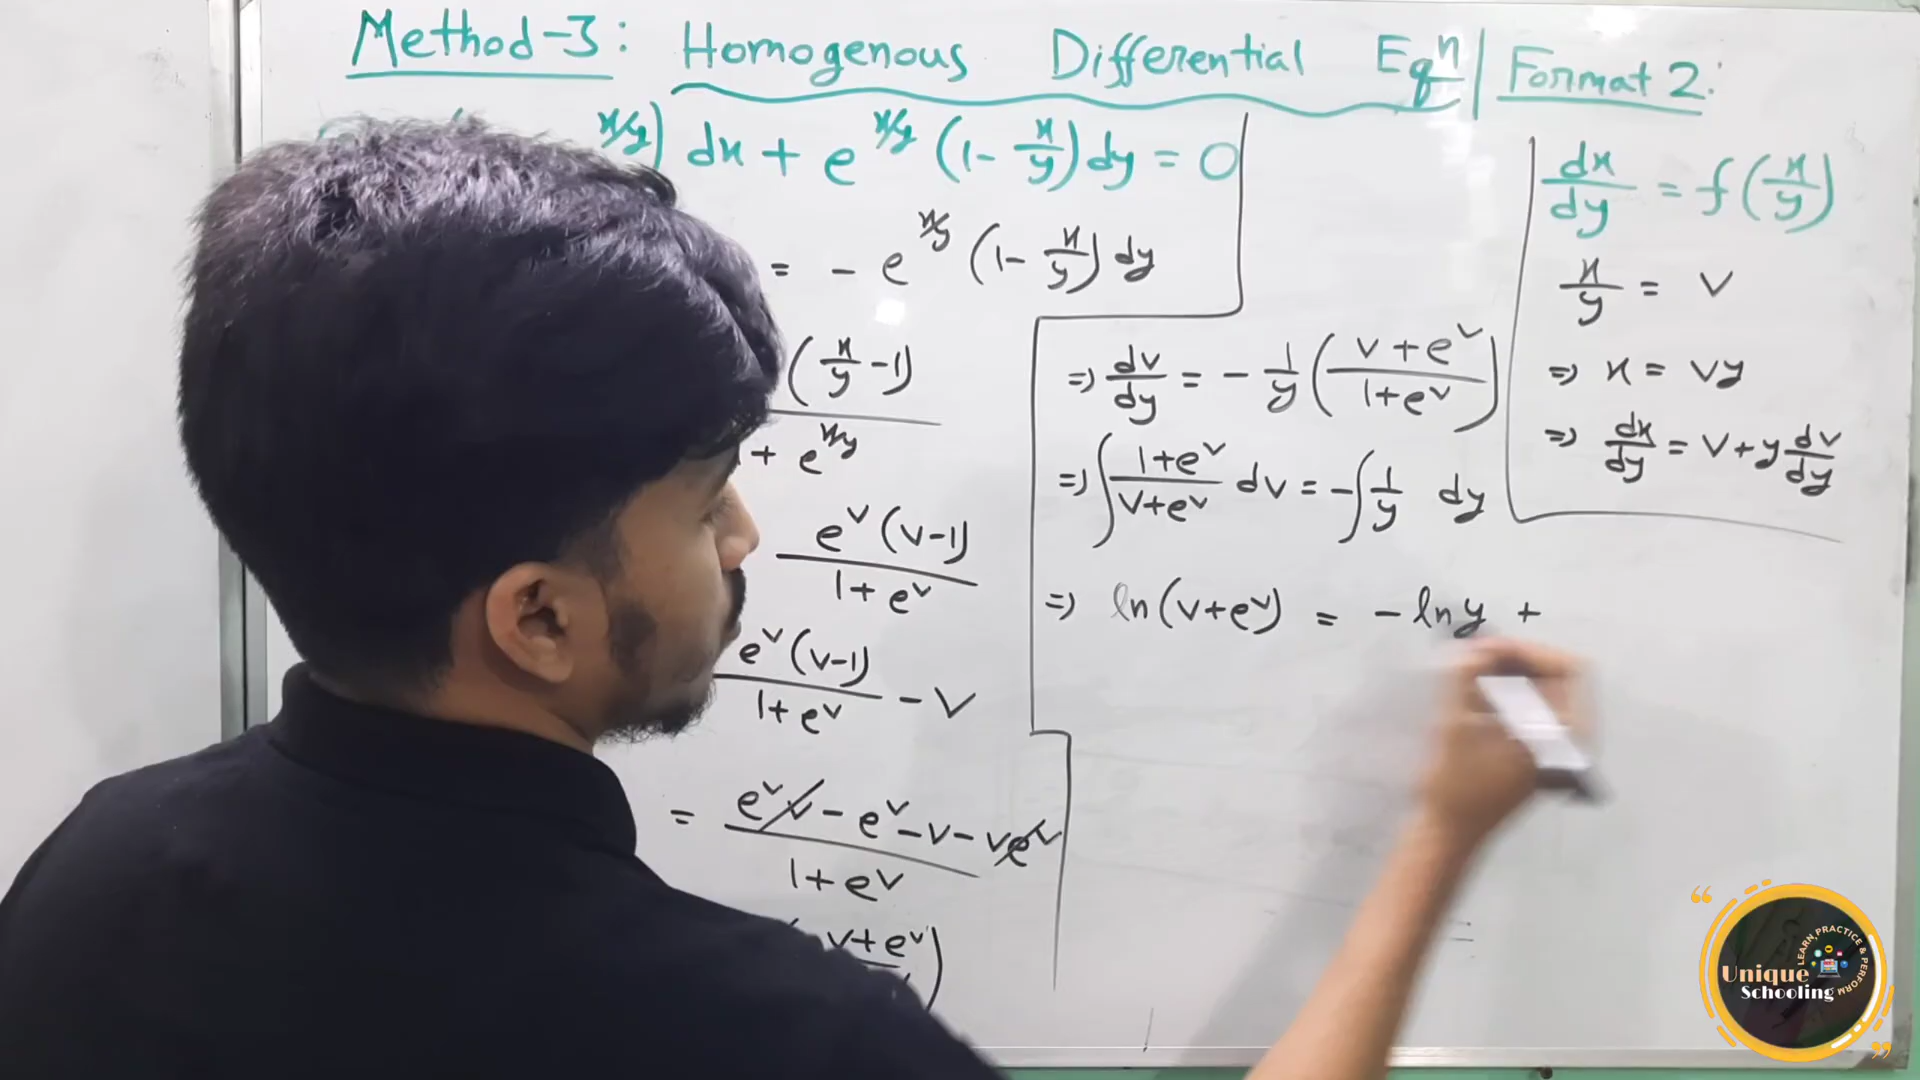 Method-3: Homogenous Differential Eqn | Format 2:
x/y) dx + e^(x/y) (1 - x/y) dy = 0
= - e^(x/y) (1 - x/y) dy
(x/y - 1)
+ e^(x/y)
e^v (v-1)
1 + e^v
e^v (v-1)
1 + e^v - v
= e^v v - e^v - v - ve^v
1 + e^v
v + e^v)
⇒ dv/dy = - 1/y ( (v + e^v) / (1 + e^v) )
⇒ ∫ (1 + e^v) / (v + e^v) dv = - ∫ 1/y dy
⇒ ln (v + e^v) = - ln y +
dx/dy = f (x/y)
x/y = v
⇒ x = vy
⇒ dx/dy = v + y dv/dy
LEARN, PRACTICE & PERFORM
Unique
Schooling